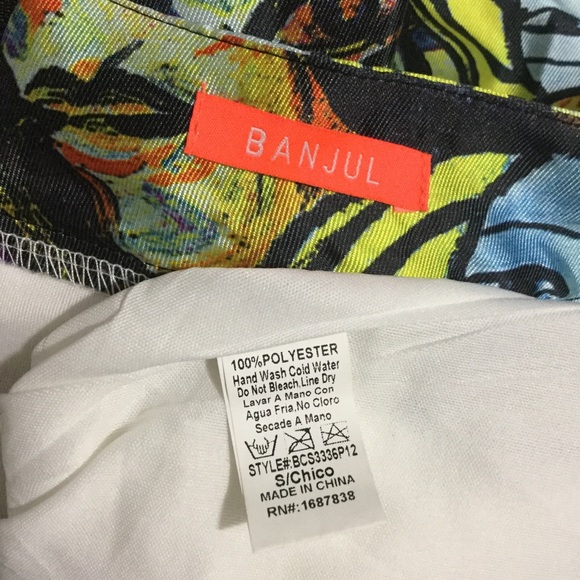 BANJUL
100%POLYESTER
Hand Wash Cold Water
Do Not Bleach.Line Dry
Lavar A Mano Con
Agua Fria,No Cloro
Secade A Mano
STYLE#:BCS3336P12
S/Chico
MADE IN CHINA
RN#:1687838